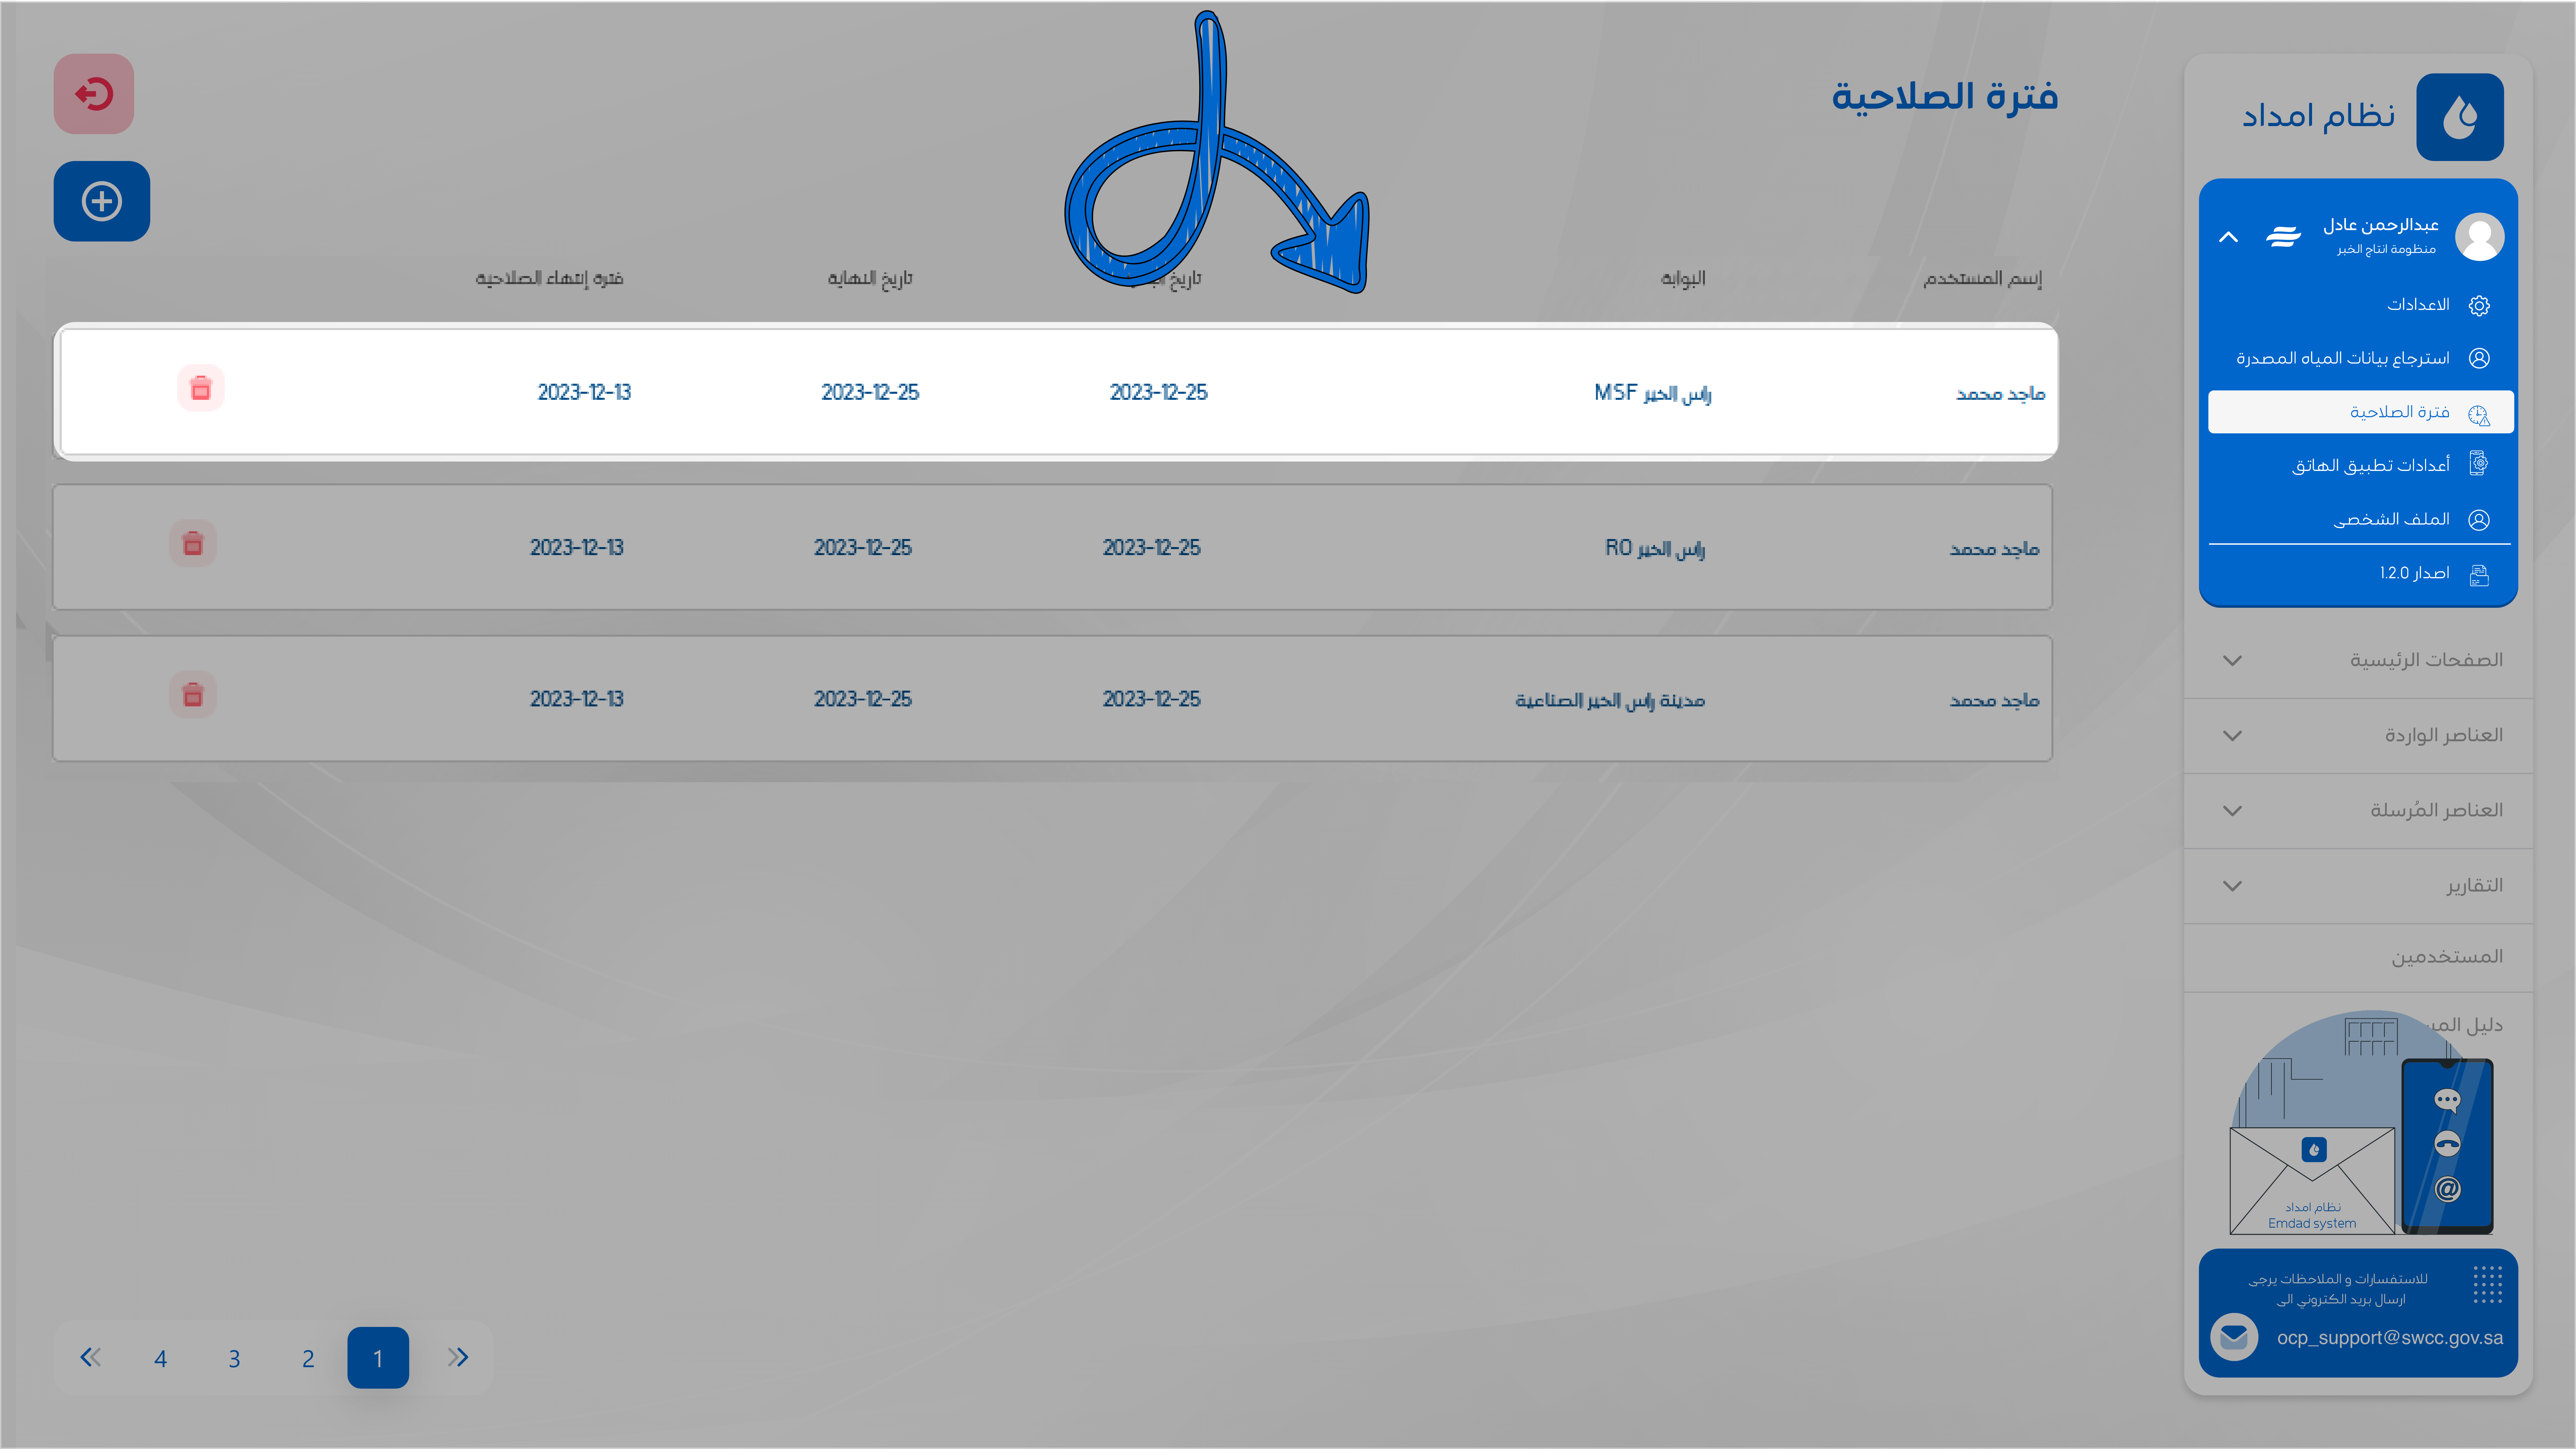 نظام امداد
عبدالرحمن عادل
منظومة انتاج الخبر
الاعدادات
استرجاع بيانات المياه المصدرة
فترة الصلاحية
أعدادات تطبيق الهاتق
الملف الشخصى
اصدار 1.2.0
الصفحات الرئيسية
العناصر الواردة
العناصر المُرسلة
التقارير
المستخدمين
دليل
نظام امداد
Emdad system
للاستفسارات و الملاحظات يرجى
ارسال بريد الكتروني الى
ocp_support@swcc.gov.sa
فترة الصلاحية
إسم المستخدم البوابة تاريخ تاريخ النهاية فترة إنتهاء الصلاحية
ماجد محمد راس الخير MSF 2023-12-25 2023-12-25 2023-12-13
ماجد محمد راس الخير RO 2023-12-25 2023-12-25 2023-12-13
ماجد محمد مدينة راس الخير الصناعية 2023-12-25 2023-12-25 2023-12-13
1 2 3 4